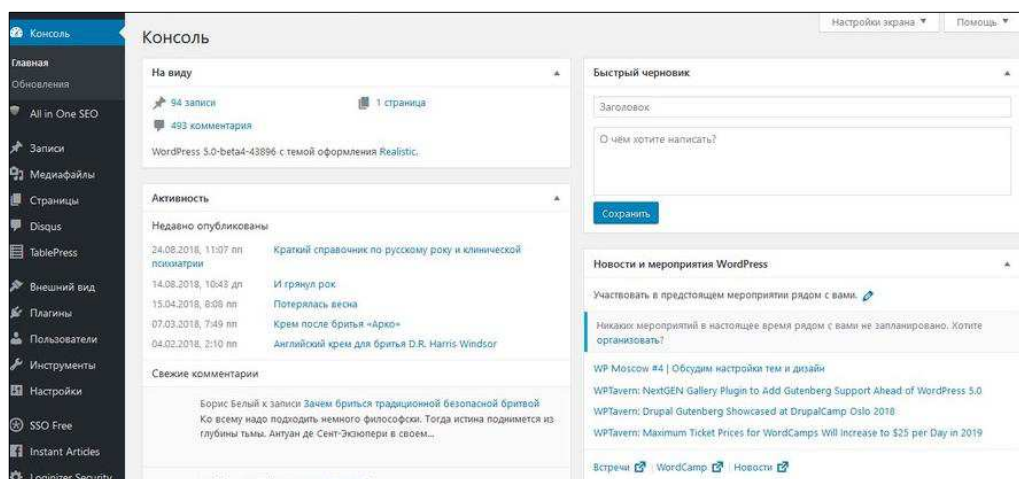 Консоль
Главная
Обновления
All in One SEO
Записи
Медиафайлы
Страницы
Disqus
TablePress
Внешний вид
Плагины
Пользователи
Инструменты
Настройки
SSO Free
Instant Articles
Loginizer Security
Настройки экрана
Помощь
Консоль
На виду
94 записи
1 страница
493 комментария
WordPress 5.0-beta4-43896 с темой оформления Realistic.
Активность
Недавно опубликованы
24.08.2018, 11:07 пп Краткий справочник по русскому року и клинической
психиатрии
14.08.2018, 10:43 дп И грянул рок
15.04.2018, 8:08 пп Потерялась весна
07.03.2018, 7:49 пп Крем после бритья «Арко»
04.02.2018, 2:10 пп Английский крем для бритья D.R. Harris Windsor
Свежие комментарии
Борис Белый к записи Зачем бриться традиционной безопасной бритвой
Ко всему надо подходить немного философски. Тогда истина поднимется из
глубины тьмы. Антуан де Сент-Экзюпери в своем...
Быстрый черновик
Заголовок
О чём хотите написать?
Сохранить
Новости и мероприятия WordPress
Участвовать в предстоящем мероприятии рядом с вами.
Никаких мероприятий в настоящее время рядом с вами не запланировано. Хотите
организовать?
WP Moscow #4 | Обсудим настройки тем и дизайн
WPTavern: NextGEN Gallery Plugin to Add Gutenberg Support Ahead of WordPress 5.0
WPTavern: Drupal Gutenberg Showcased at DrupalCamp Oslo 2018
WPTavern: Maximum Ticket Prices for WordCamps Will Increase to $25 per Day in 2019
Встречи | WordCamp | Новости